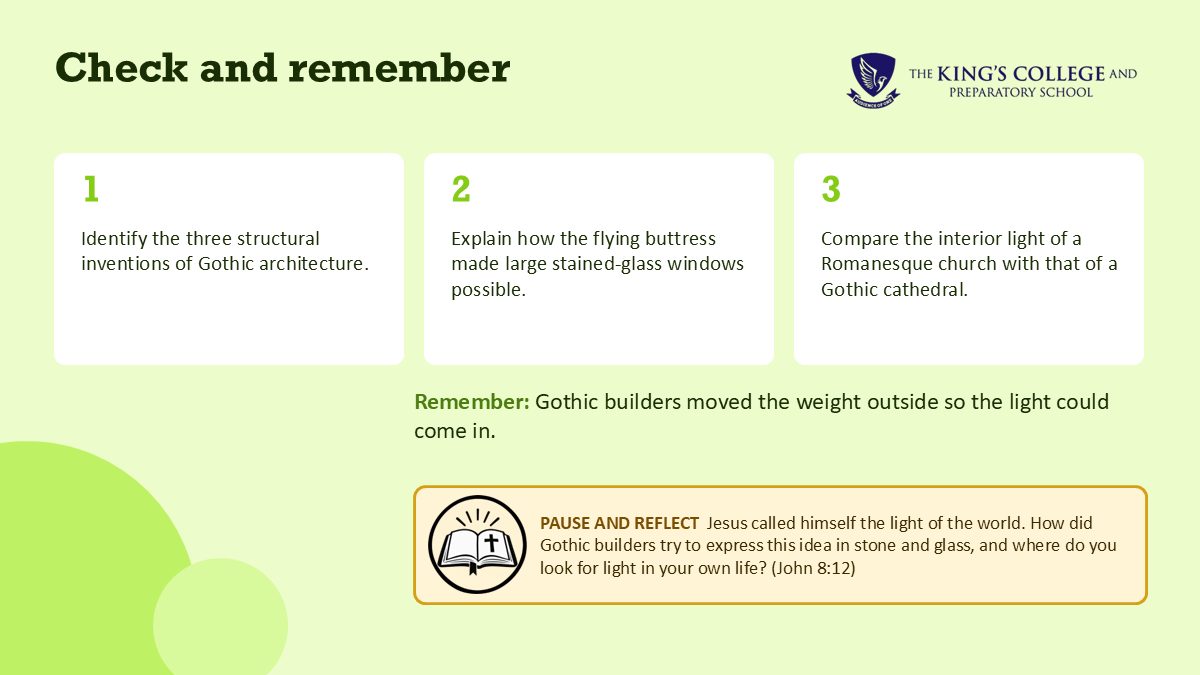 Check and remember
THE KING'S COLLEGE AND
PREPARATORY SCHOOL
AUDIENCE OF ONE
1
Identify the three structural
inventions of Gothic architecture.
2
Explain how the flying buttress
made large stained-glass windows
possible.
3
Compare the interior light of a
Romanesque church with that of a
Gothic cathedral.
Remember: Gothic builders moved the weight outside so the light could
come in.
PAUSE AND REFLECT Jesus called himself the light of the world. How did
Gothic builders try to express this idea in stone and glass, and where do you
look for light in your own life? (John 8:12)